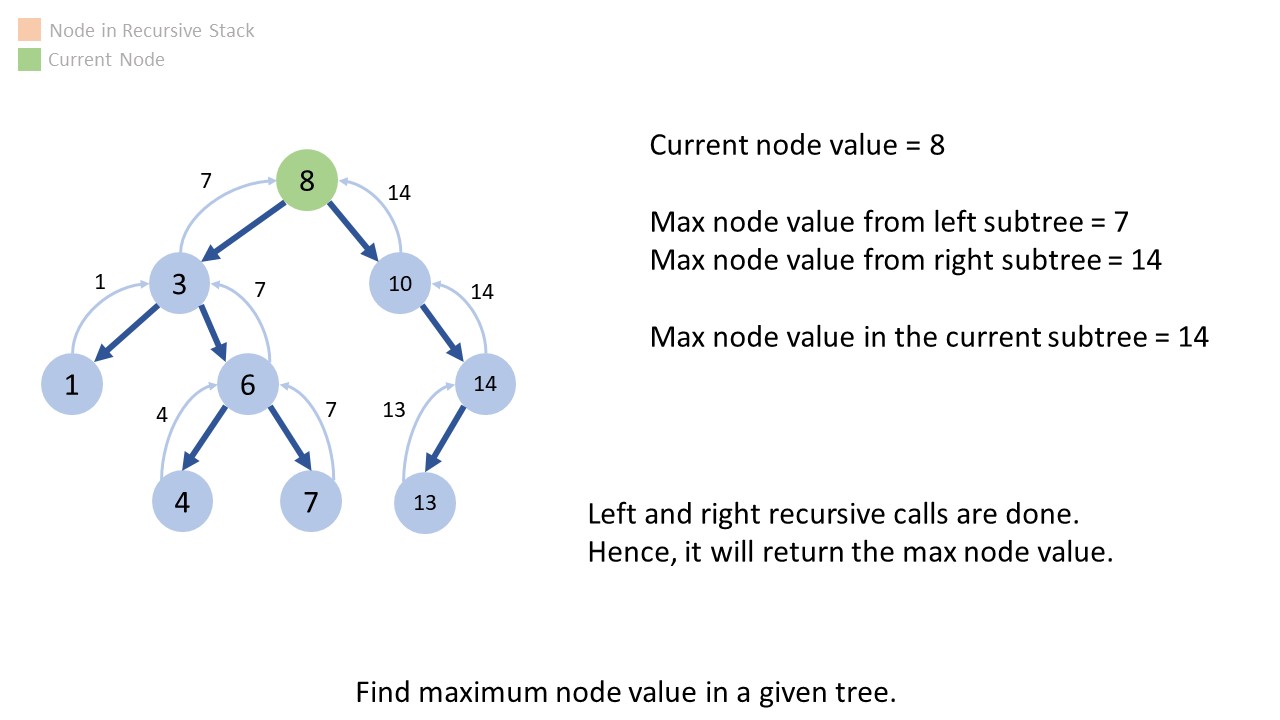 Node in Recursive Stack
Current Node
Current node value = 8
Max node value from left subtree = 7
Max node value from right subtree = 14
Max node value in the current subtree = 14
8
7
14
3
10
1
7
14
1
6
14
4
7
13
4
7
13
Left and right recursive calls are done.
Hence, it will return the max node value.
Find maximum node value in a given tree.